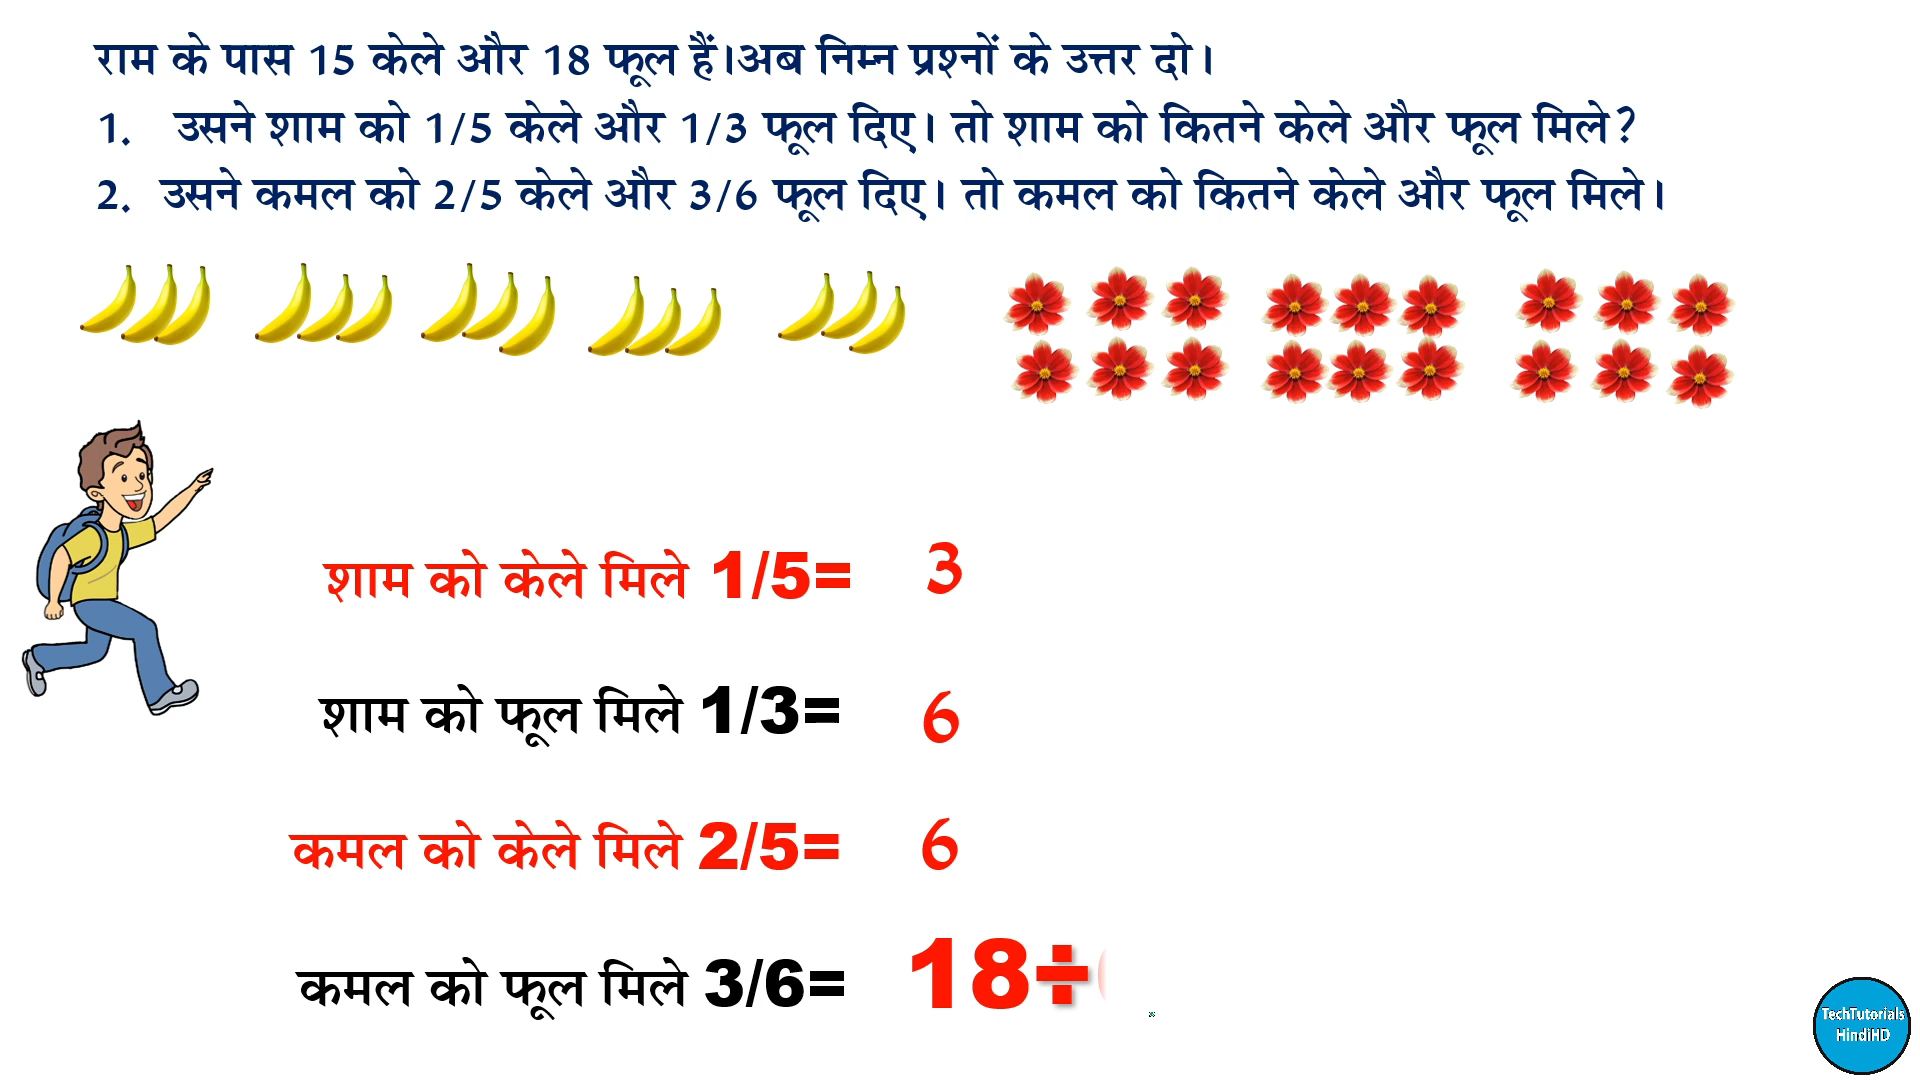 राम के पास 15 केले और 18 फूल हैं।अब निम्न प्रश्नों के उत्तर दो।
1. उसने शाम को 1/5 केले और 1/3 फूल दिए। तो शाम को कितने केले और फूल मिले?
2. उसने कमल को 2/5 केले और 3/6 फूल दिए। तो कमल को कितने केले और फूल मिले।
शाम को केले मिले 1/5= 3
शाम को फूल मिले 1/3= 6
कमल को केले मिले 2/5= 6
कमल को फूल मिले 3/6= 18÷
TechTutorials
HindiHD